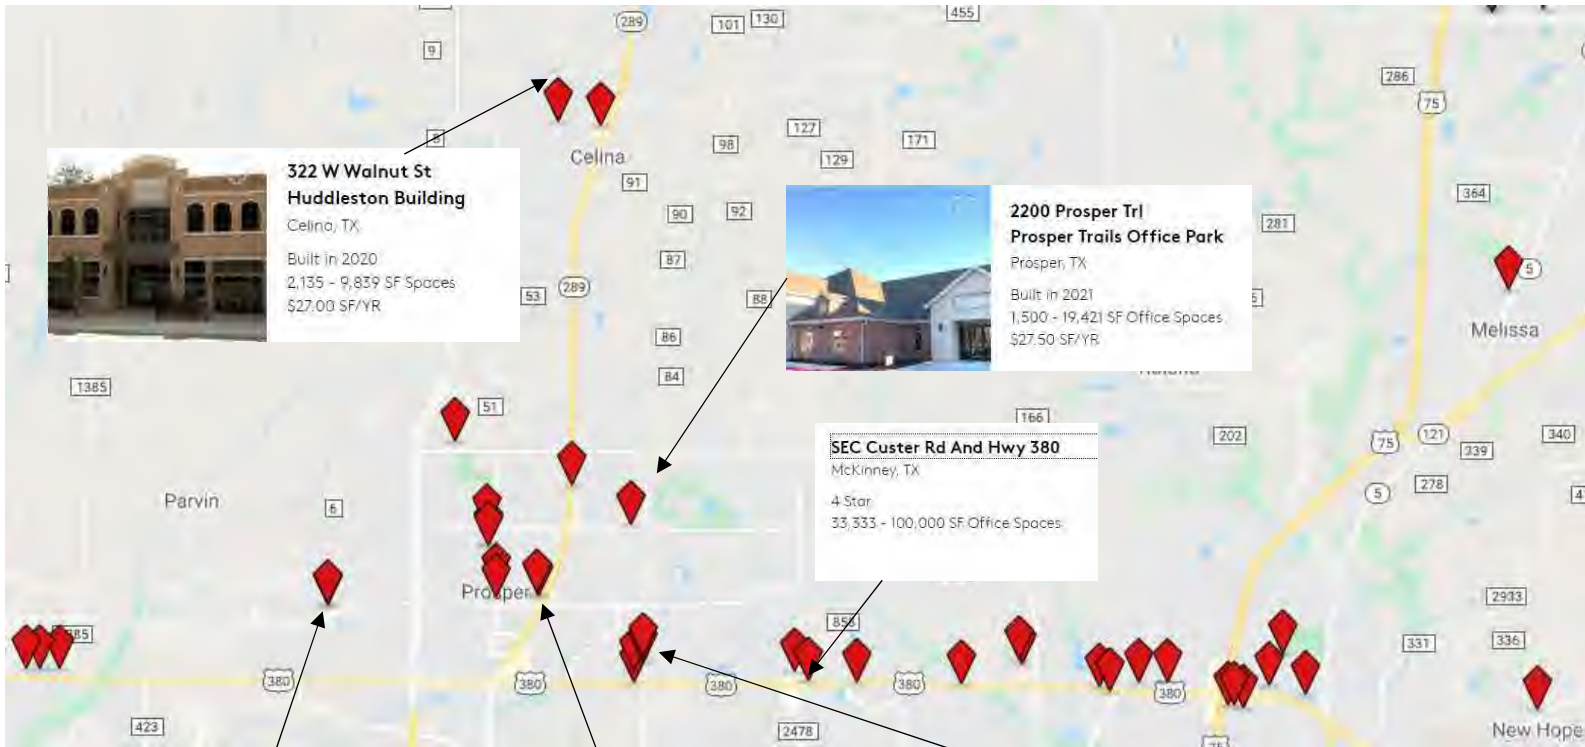 289
101
130
455
9
286
75
8
127
98
171
129
Celina
91
322 W Walnut St
Huddleston Building
Celina, TX
Built in 2020
2,135 - 9,839 SF Spaces
$27.00 SF/YR
90
92
87
53
289
88
86
84
2200 Prosper Trl
Prosper Trails Office Park
Prosper, TX
Built in 2021
1,500 - 19,421 SF Office Spaces
$27.50 SF/YR
364
281
5
Melissa
1385
51
166
202
75
121
339
340
278
5
SEC Custer Rd And Hwy 380
McKinney, TX
4 Star
33,333 - 100,000 SF Office Spaces
Parvin
6
Prosper
2933
331
336
380
380
380
380
380
423
2478
75
New Hope